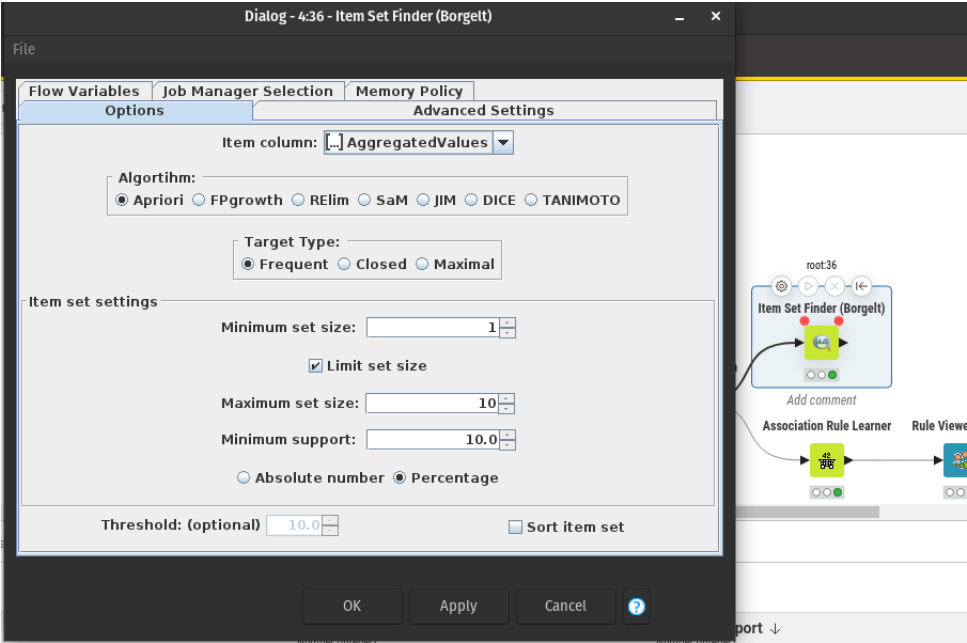 Dialog - 4:36 - Item Set Finder (Borgelt)
File
Flow Variables Job Manager Selection Memory Policy
Options Advanced Settings
Item column: [...] AggregatedValues
Algortihm:
Apriori FPgrowth RElim SaM JIM DICE TANIMOTO
Target Type:
Frequent Closed Maximal
Item set settings
Minimum set size: 1
Limit set size
Maximum set size: 10
Minimum support: 10.0
Absolute number Percentage
Threshold: (optional) 10.0 Sort item set
OK Apply Cancel ?
root:36
Item Set Finder (Borgelt)
Add comment
Association Rule Learner Rule Viewe
port ↓